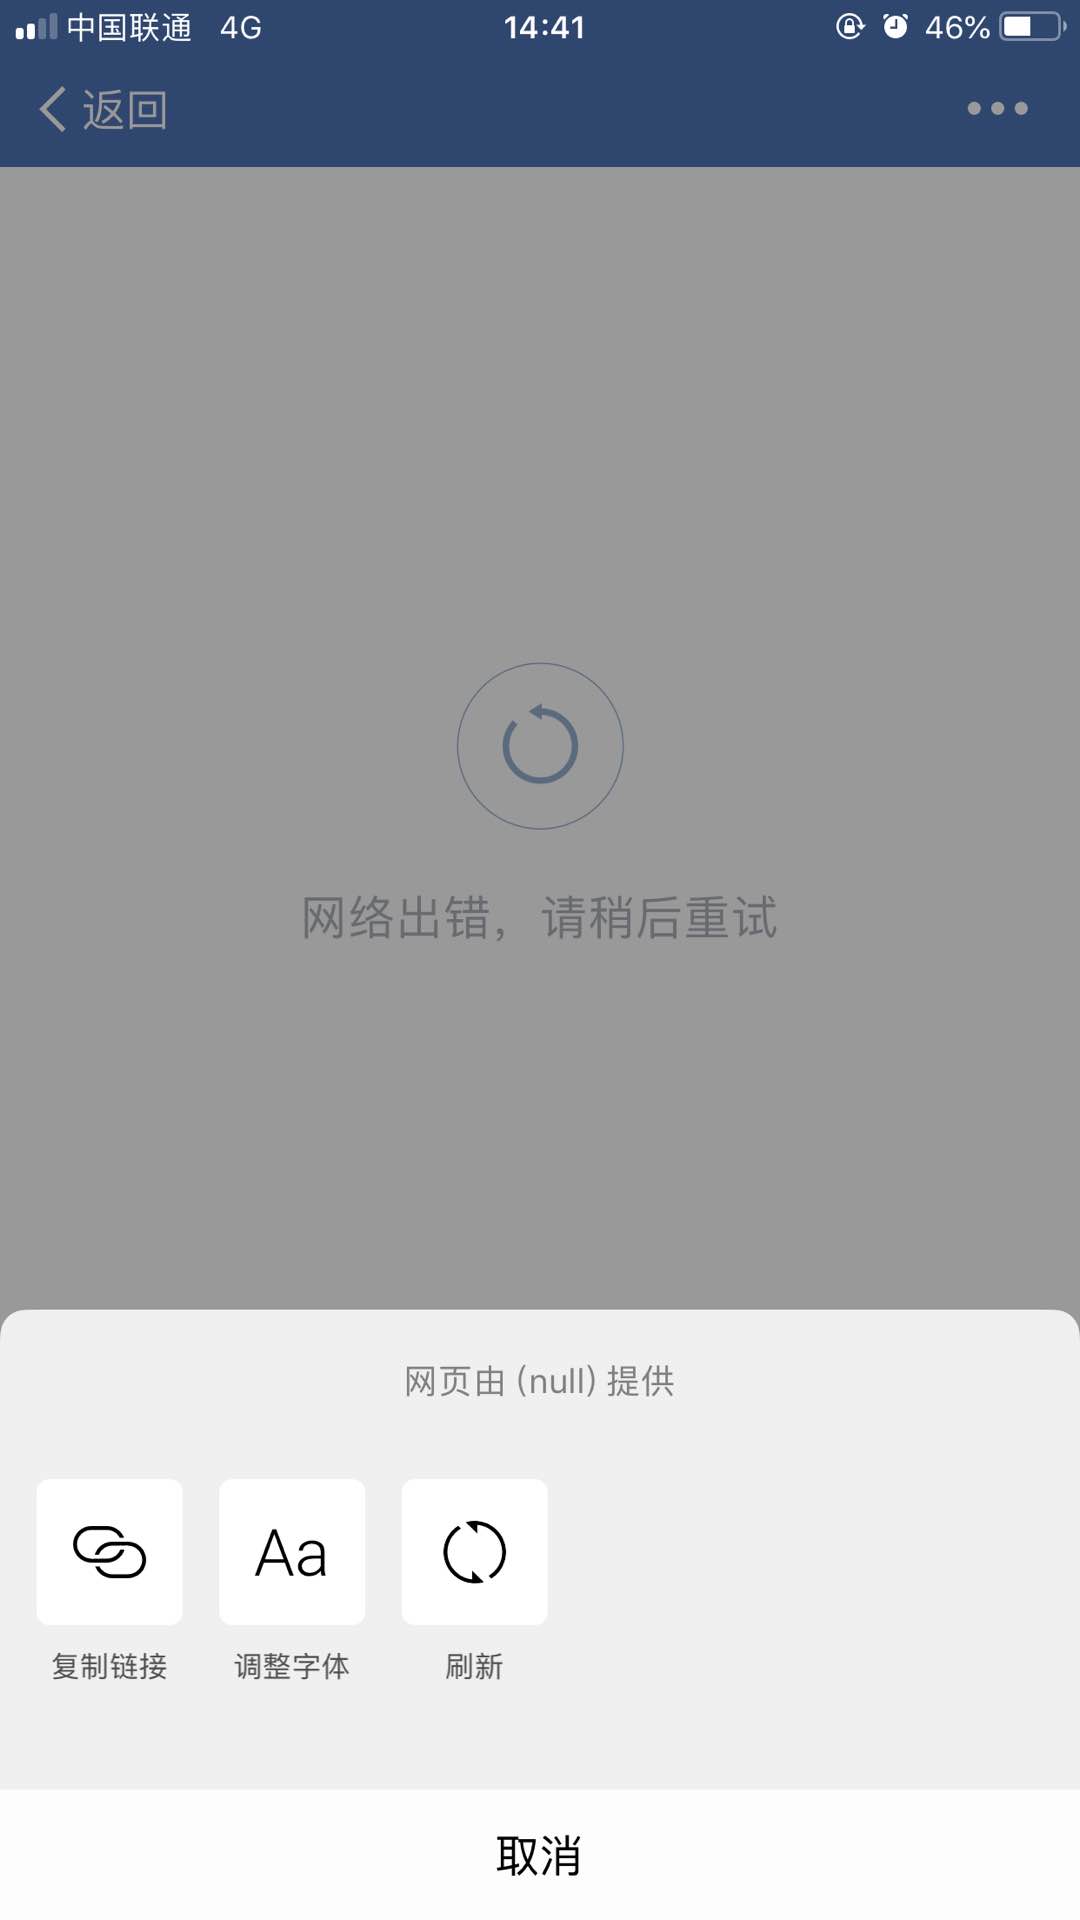 中国联通 4G 14:41 46%
返回
网络出错，请稍后重试
网页由 (null) 提供
Aa
复制链接 调整字体 刷新
取消